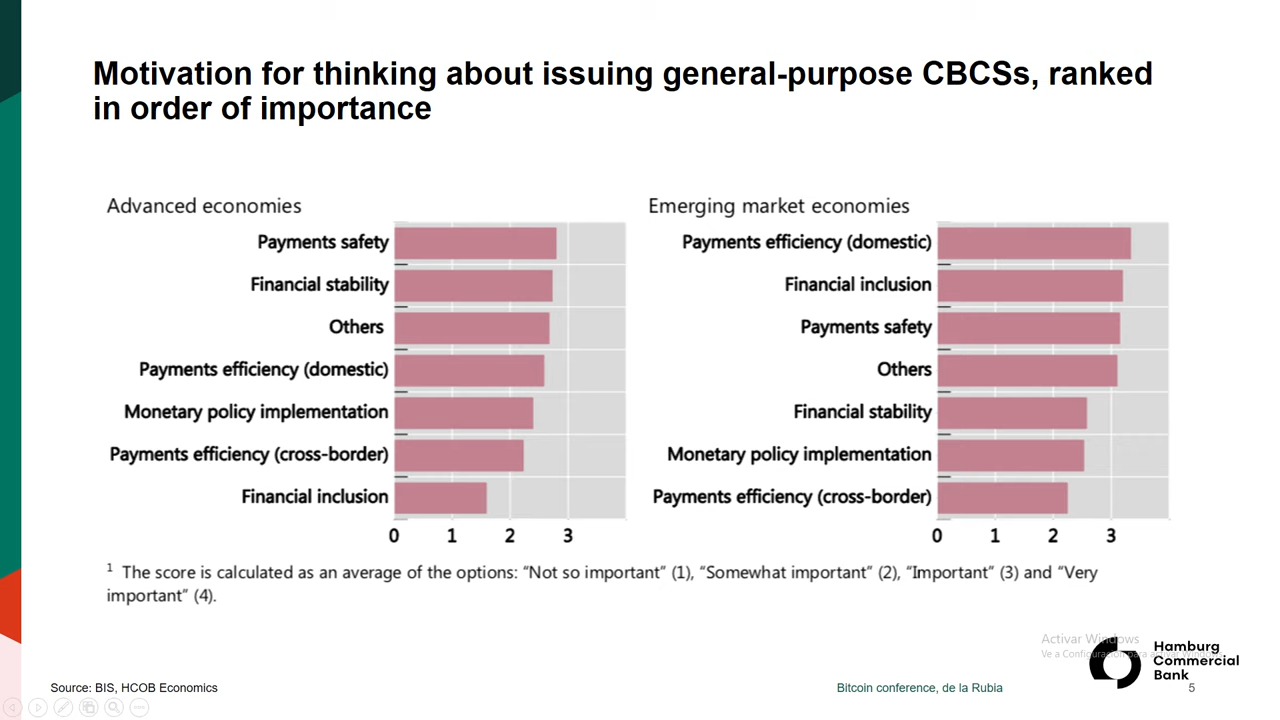 Motivation for thinking about issuing general-purpose CBCSs, ranked
in order of importance
Advanced economies
Payments safety
Financial stability
Others
Payments efficiency (domestic)
Monetary policy implementation
Payments efficiency (cross-border)
Financial inclusion
0 1 2 3
Emerging market economies
Payments efficiency (domestic)
Financial inclusion
Payments safety
Others
Financial stability
Monetary policy implementation
Payments efficiency (cross-border)
0 1 2 3
1 The score is calculated as an average of the options: “Not so important” (1), “Somewhat important” (2), “Important” (3) and “Very
important” (4).
Activar Windows
Ve a Configuración para activar Windows.
Hamburg
Commercial
Bank
Source: BIS, HCOB Economics
Bitcoin conference, de la Rubia
5